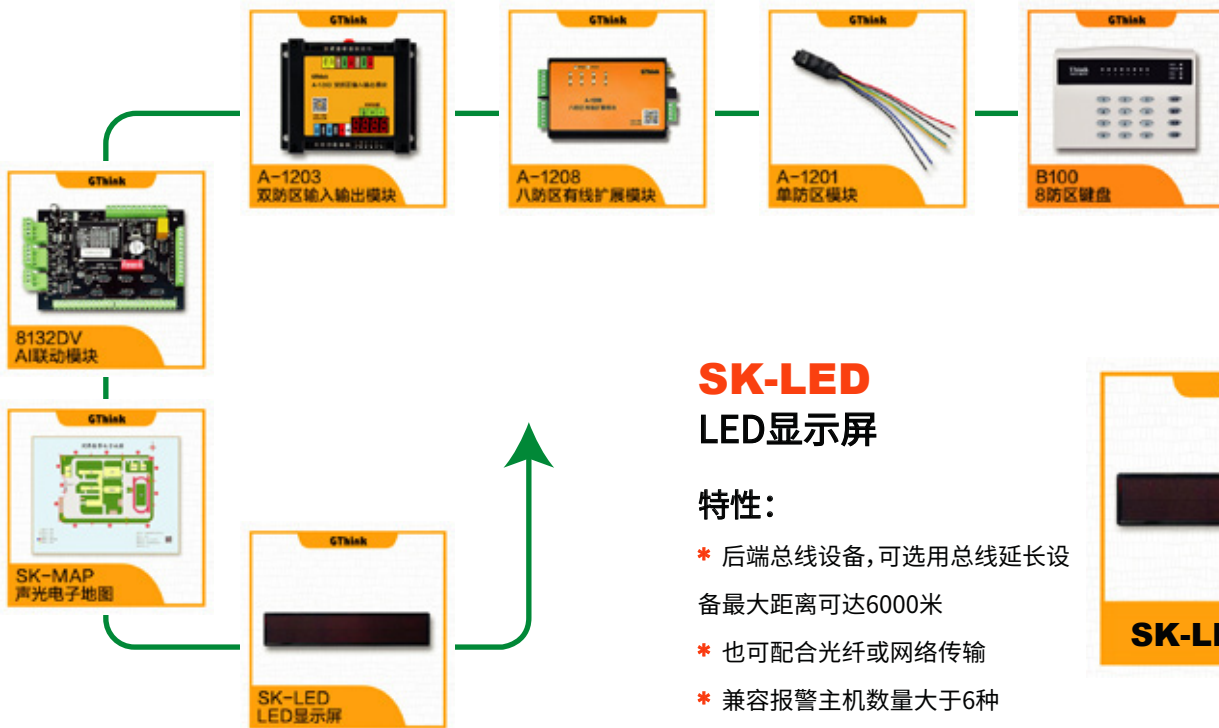 GThink
A-1203
双防区输入输出模块
GThink
A-1208
八防区有线扩展模块
GThink
A-1201
单防区模块
GThink
B100
8防区键盘
GThink
8132DV
AI联动模块
GThink
SK-MAP
声光电子地图
GThink
SK-LED
LED显示屏
SK-LED
LED显示屏
特性：
* 后端总线设备，可选用总线延长设
备最大距离可达6000米
* 也可配合光纤或网络传输
* 兼容报警主机数量大于6种